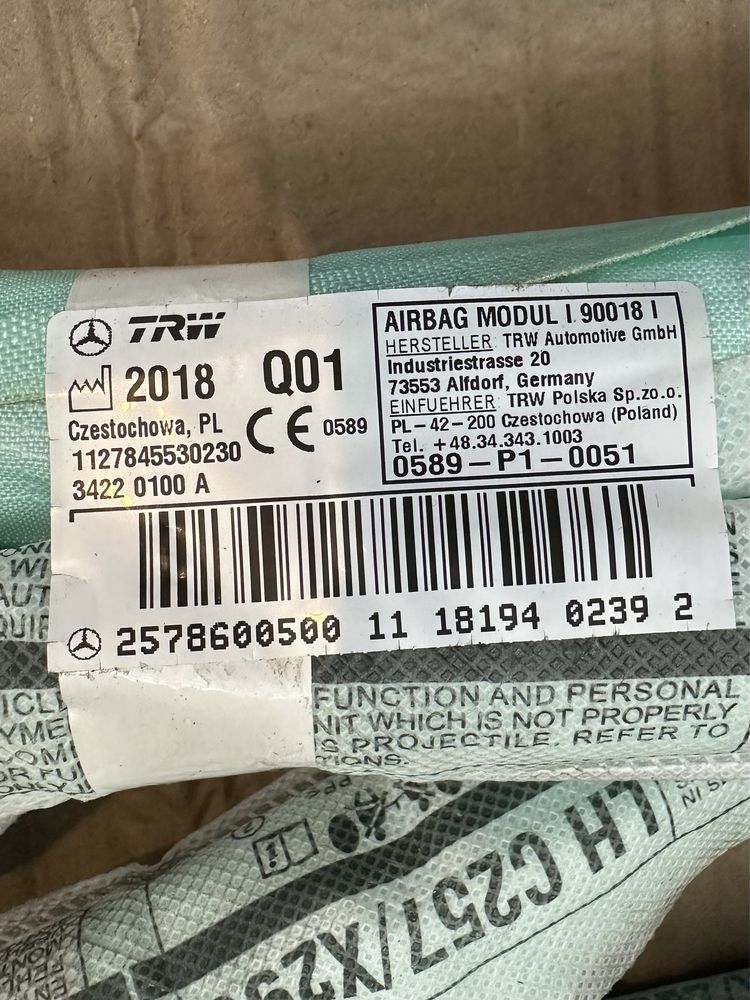 TRW
2018 Q01
Czestochowa, PL
CE 0589
1127845530230
3422 0100 A
AIRBAG MODUL I 90018 I
HERSTELLER: TRW Automotive GmbH
Industriestrasse 20
73553 Alfdorf, Germany
EINFUEHRER: TRW Polska Sp.zo.o.
PL-42-200 Czestochowa (Poland)
Tel. +48.34.343.1003
0589-P1-0051
2578600500 11 18194 0239 2
FUNCTION AND PERSONAL
WHICH IS NOT PROPERLY
PROJECTILE. REFER TO
LH C257/X29